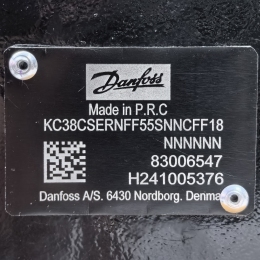 Danfoss
Made in P.R.C
KC38CSERNFF55SNNCFF18
NNNNNN
83006547
H241005376
Danfoss A/S. 6430 Nordborg. Denma